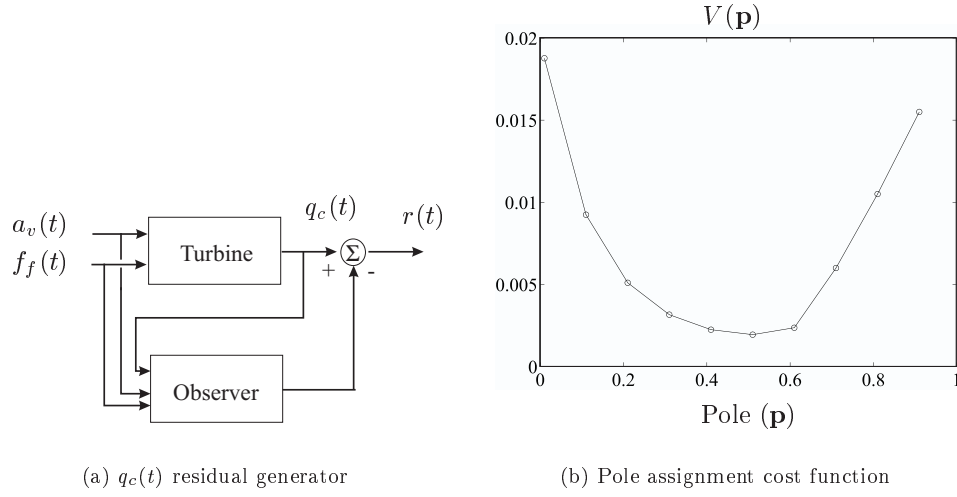 a_v(t)
f_f(t)
Turbine
q_c(t)
r(t)
Σ
+
-
Observer
(a) q_c(t) residual generator
V(p)
0.02
0.015
0.01
0.005
0
0 0.2 0.4 0.6 0.8 1
Pole (p)
(b) Pole assignment cost function